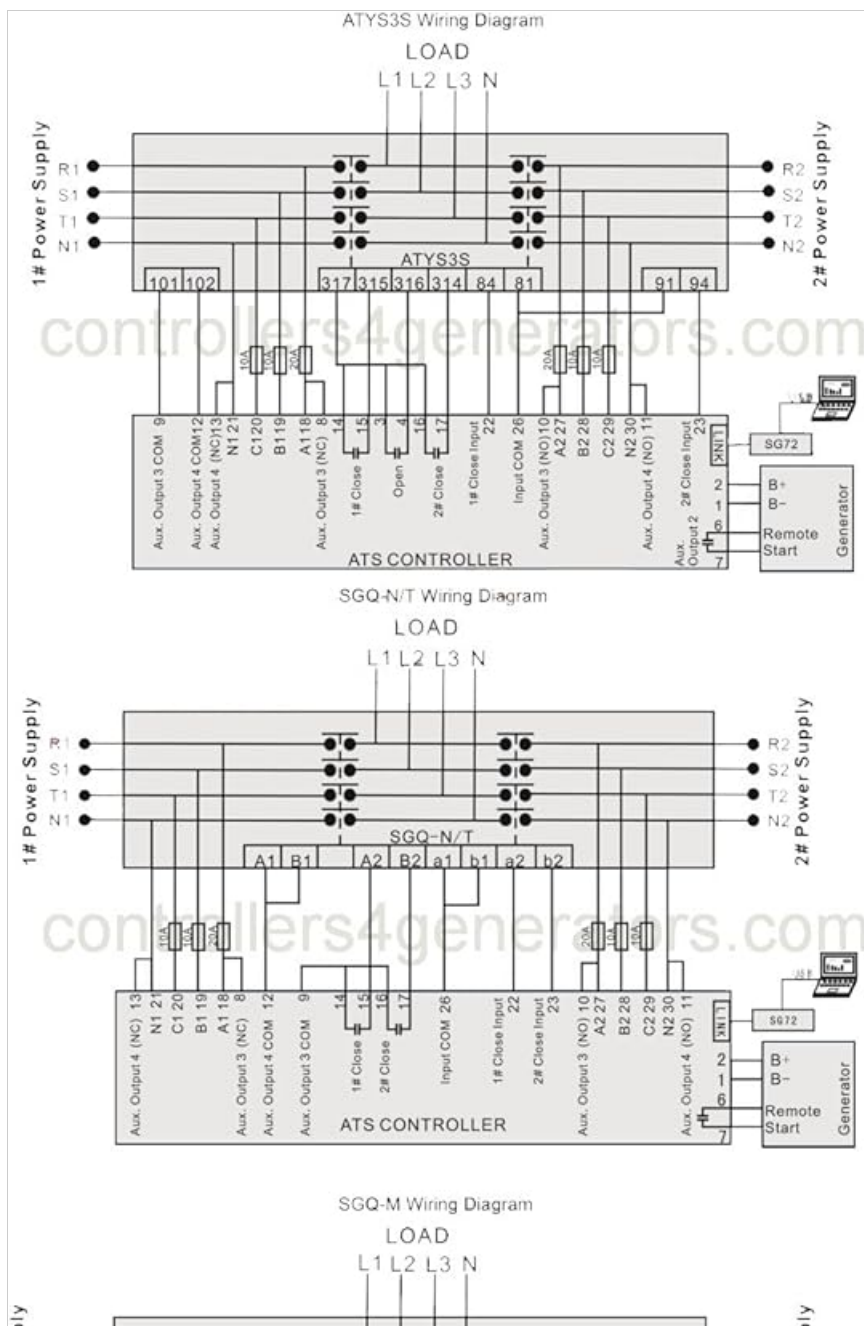 ATYS3S Wiring Diagram
LOAD
L1 L2 L3 N
1# Power Supply
R1
S1
T1
N1
R2
S2
T2
N2
2# Power Supply
ATYS3S
101 102 317 315 316 314 84 81 91 94
controllers4generators.com
10A 10A 20A 20A 10A 10A
Aux. Output 3 COM 9
Aux. Output 4 COM 12
Aux. Output 4 (NC) 13
N1 21
C1 20
B1 19
A1 18
Aux. Output 3 (NC) 8
14
1# Close 15
3
Open 4
16
2# Close 17
1# Close Input 22
Input COM 26
Aux. Output 3 (NO) 10
A2 27
B2 28
C2 29
N2 30
Aux. Output 4 (NO) 11
2# Close Input 23
LINK
SG72
USB
2 B+
1 B-
6 Remote
Start
7
Aux. Output 2
Generator
ATS CONTROLLER
SGQ-N/T Wiring Diagram
LOAD
L1 L2 L3 N
1# Power Supply
R1
S1
T1
N1
R2
S2
T2
N2
2# Power Supply
SGQ-N/T
A1 B1 A2 B2 a1 b1 a2 b2
controllers4generators.com
10A 10A 20A 20A 10A 10A
Aux. Output 4 (NC) 13
N1 21
C1 20
B1 19
A1 18
Aux. Output 3 (NC) 8
Aux. Output 4 COM 12
Aux. Output 3 COM 9
14
1# Close 15
16
2# Close 17
Input COM 26
1# Close Input 22
2# Close Input 23
Aux. Output 3 (NO) 10
A2 27
B2 28
C2 29
N2 30
Aux. Output 4 (NO) 11
LINK
SG72
USB
2 B+
1 B-
6 Remote
Start
7
Generator
ATS CONTROLLER
SGQ-M Wiring Diagram
LOAD
L1 L2 L3 N